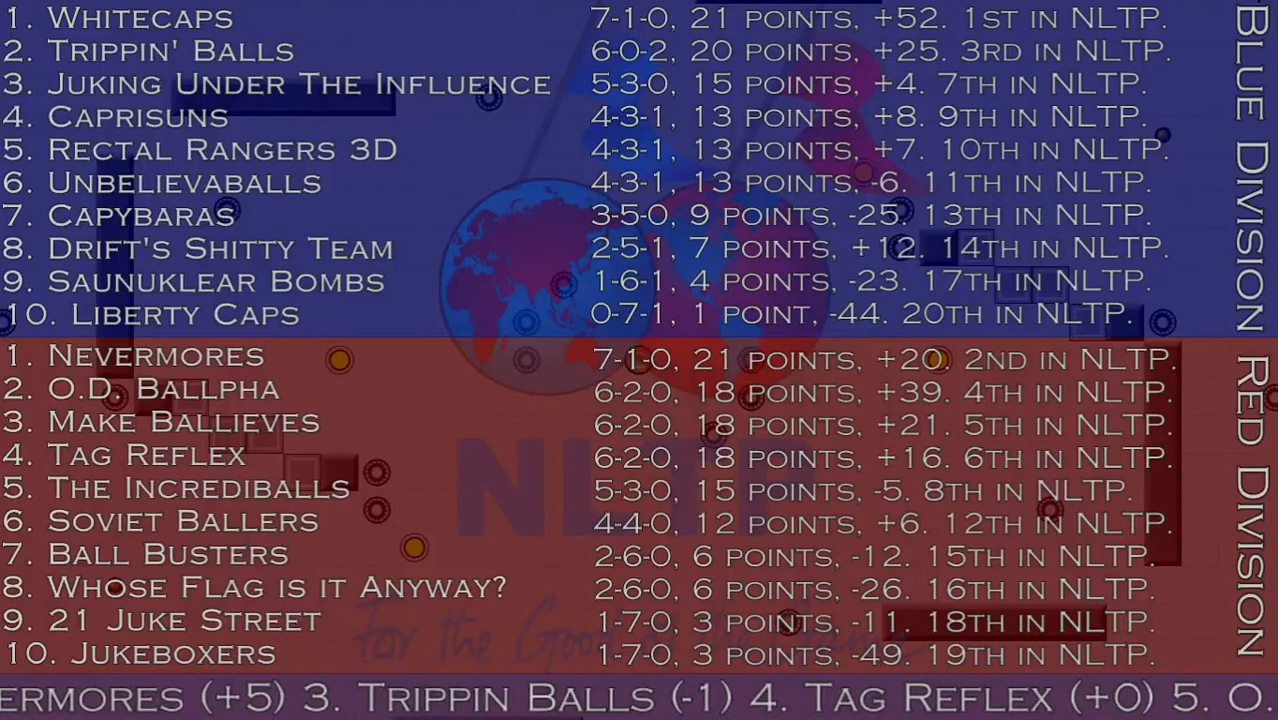 1. Whitecaps 7-1-0, 21 points, +52. 1st in NLTP.
2. Trippin' Balls 6-0-2, 20 points, +25. 3rd in NLTP.
3. Juking Under The Influence 5-3-0, 15 points, +4. 7th in NLTP.
4. Caprisuns 4-3-1, 13 points, +8. 9th in NLTP.
5. Rectal Rangers 3D 4-3-1, 13 points, +7. 10th in NLTP.
6. Unbelievaballs 4-3-1, 13 points, -6. 11th in NLTP.
7. Capybaras 3-5-0, 9 points, -25. 13th in NLTP.
8. Drift's Shitty Team 2-5-1, 7 points, +12. 14th in NLTP.
9. Saunuklear Bombs 1-6-1, 4 points, -23. 17th in NLTP.
10. Liberty Caps 0-7-1, 1 point, -44. 20th in NLTP.
Blue Division
1. Nevermores 7-1-0, 21 points, +20. 2nd in NLTP.
2. O.D. Ballpha 6-2-0, 18 points, +39. 4th in NLTP.
3. Make Ballieves 6-2-0, 18 points, +21. 5th in NLTP.
4. Tag Reflex 6-2-0, 18 points, +16. 6th in NLTP.
5. The Incrediballs 5-3-0, 15 points, -5. 8th in NLTP.
6. Soviet Ballers 4-4-0, 12 points, +6. 12th in NLTP.
7. Ball Busters 2-6-0, 6 points, -12. 15th in NLTP.
8. Whose Flag is it Anyway? 2-6-0, 6 points, -26. 16th in NLTP.
9. 21 Juke Street 1-7-0, 3 points, -11. 18th in NLTP.
10. Jukeboxers 1-7-0, 3 points, -49. 19th in NLTP.
Red Division
NLTP
For the Good of the Game
ermores (+5) 3. Trippin Balls (-1) 4. Tag Reflex (+0) 5. O.